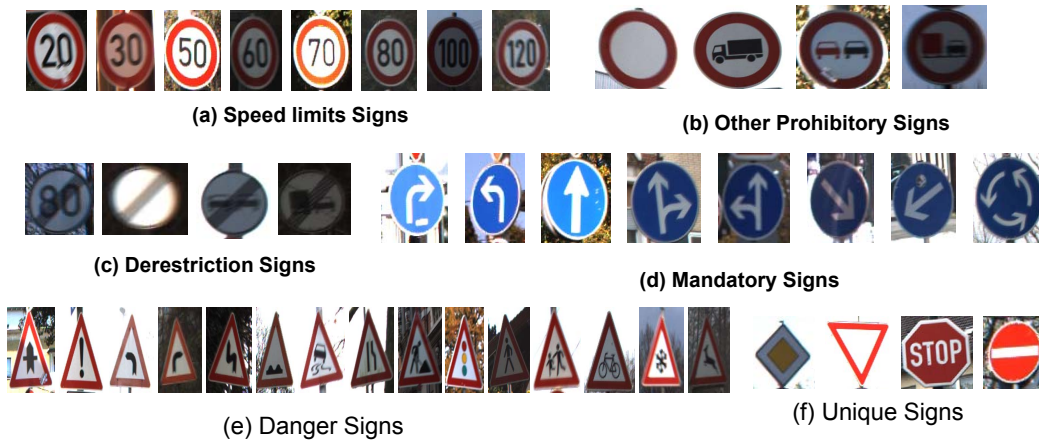 20 30 50 60 70 80 100 120
(a) Speed limits Signs
(b) Other Prohibitory Signs
80
(c) Derestriction Signs
(d) Mandatory Signs
STOP
(e) Danger Signs
(f) Unique Signs